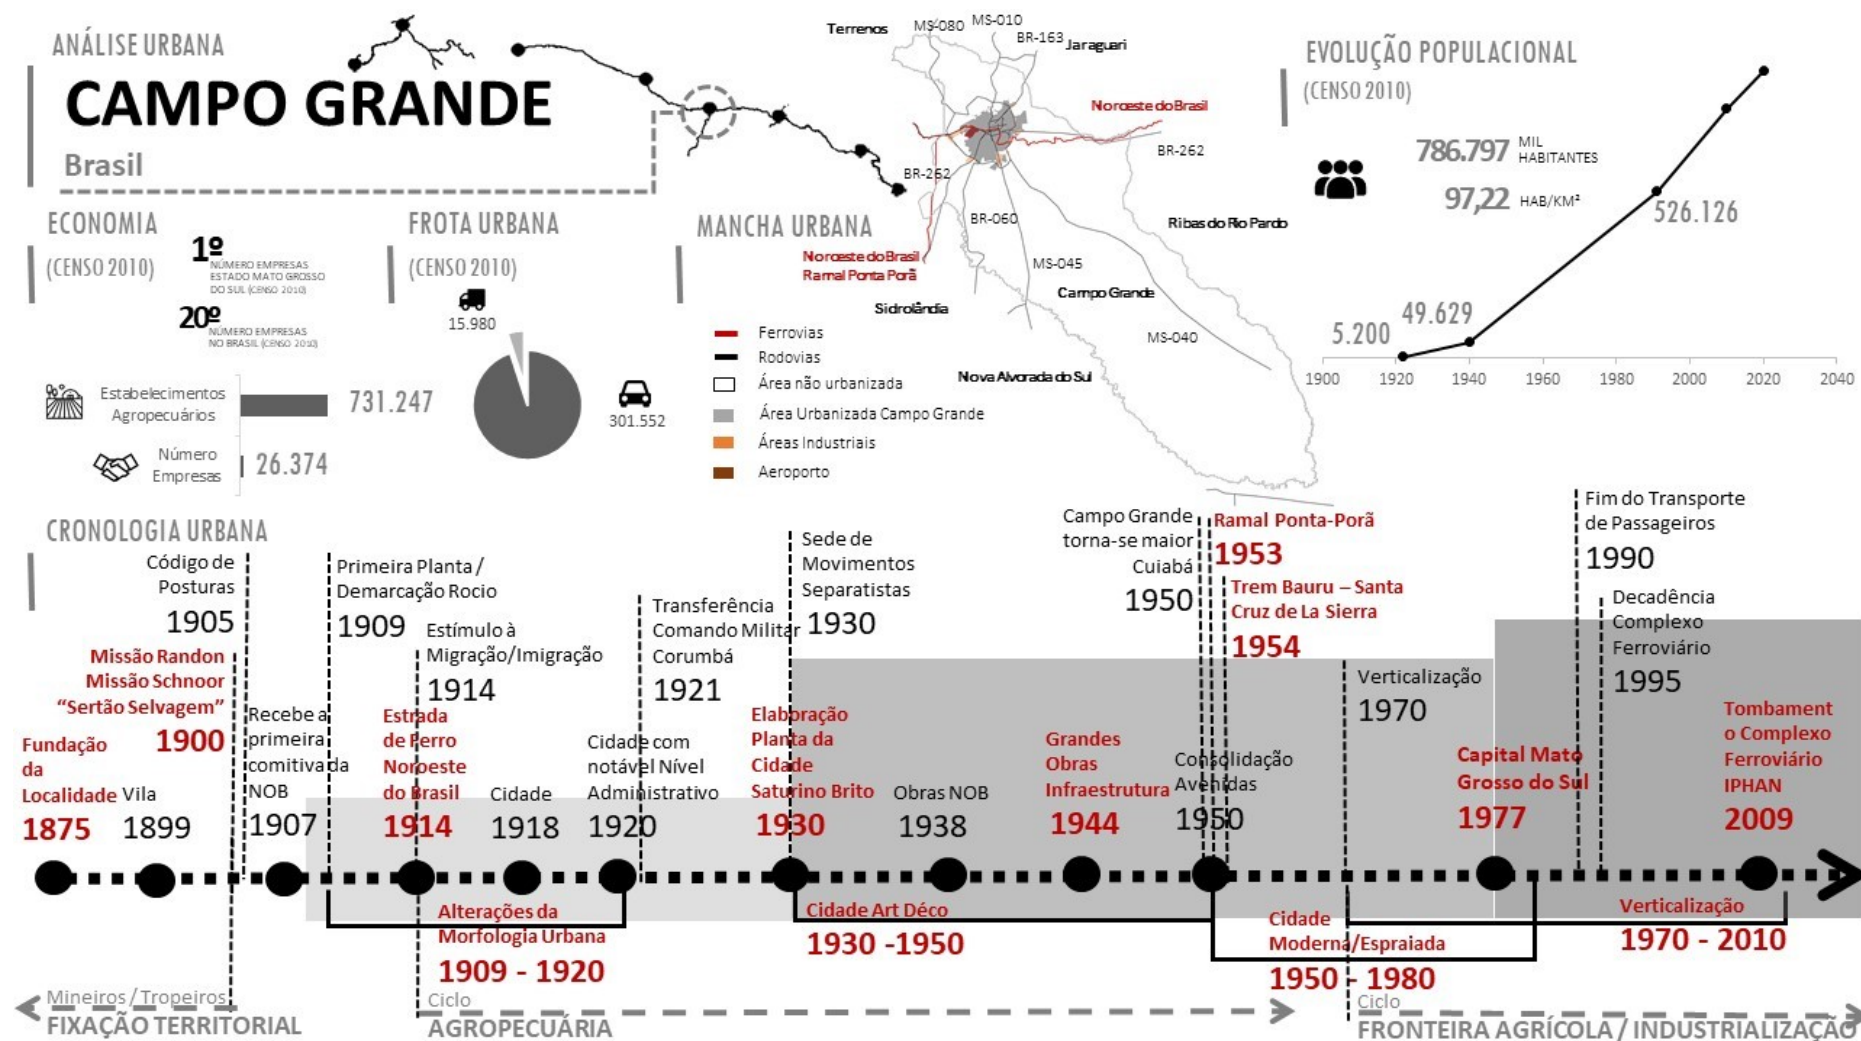 ANÁLISE URBANA
CAMPO GRANDE
Brasil
ECONOMIA
(CENSO 2010)
1º
NÚMERO EMPRESAS
ESTADO MATO GROSSO
DO SUL (CENSO 2010)
20º
NÚMERO EMPRESAS
NO BRASIL (CENSO 2010)
Estabelecimentos
Agropecuários
731.247
Número
Empresas
26.374
FROTA URBANA
(CENSO 2010)
15.980
301.552
MANCHA URBANA
Ferrovias
Rodovias
Área não urbanizada
Área Urbanizada Campo Grande
Áreas Industriais
Aeroporto
Terrenos
MS-080
MS-010
BR-163
Jaraguari
Noroeste do Brasil
BR-262
BR-262
BR-060
Ribas do Rio Pardo
Noroeste do Brasil
Ramal Ponta Porã
MS-045
Sidrolândia
Campo Grande
MS-040
Nova Alvorada do Sul
EVOLUÇÃO POPULACIONAL
(CENSO 2010)
786.797 MIL
HABITANTES
97,22 HAB/KM²
526.126
49.629
5.200
1900 1920 1940 1960 1980 2000 2020 2040
CRONOLOGIA URBANA
Código de
Posturas
1905
Missão Randon
Missão Schnoor
“Sertão Selvagem”
1900
Fundação
da
Localidade
1875
Vila
1899
Recebe a
primeira
comitiva da
NOB
1907
Primeira Planta /
Demarcação Rocio
1909
Estímulo à
Migração/Imigração
1914
Estrada
de Ferro
Noroeste
do Brasil
1914
Cidade
1918
Cidade com
notável Nível
Administrativo
1920
Transferência
Comando Militar
Corumbá
1921
Sede de
Movimentos
Separatistas
1930
Elaboração
Planta da
Cidade
Saturino Brito
1930
Obras NOB
1938
Grandes
Obras
Infraestrutura
1944
Campo Grande
torna-se maior
Cuiabá
1950
Consolidação
Avenidas
1950
Ramal Ponta-Porã
1953
Trem Bauru – Santa
Cruz de La Sierra
1954
Verticalização
1970
Capital Mato
Grosso do Sul
1977
Fim do Transporte
de Passageiros
1990
Decadência
Complexo
Ferroviário
1995
Tombament
o Complexo
Ferroviário
IPHAN
2009
Alterações da
Morfologia Urbana
1909 - 1920
Cidade Art Déco
1930 -1950
Cidade
Moderna/Espraiada
1950 - 1980
Verticalização
1970 - 2010
Mineiros / Tropeiros
FIXAÇÃO TERRITORIAL
Ciclo
AGROPECUÁRIA
Ciclo
FRONTEIRA AGRÍCOLA / INDUSTRIALIZAÇÃO